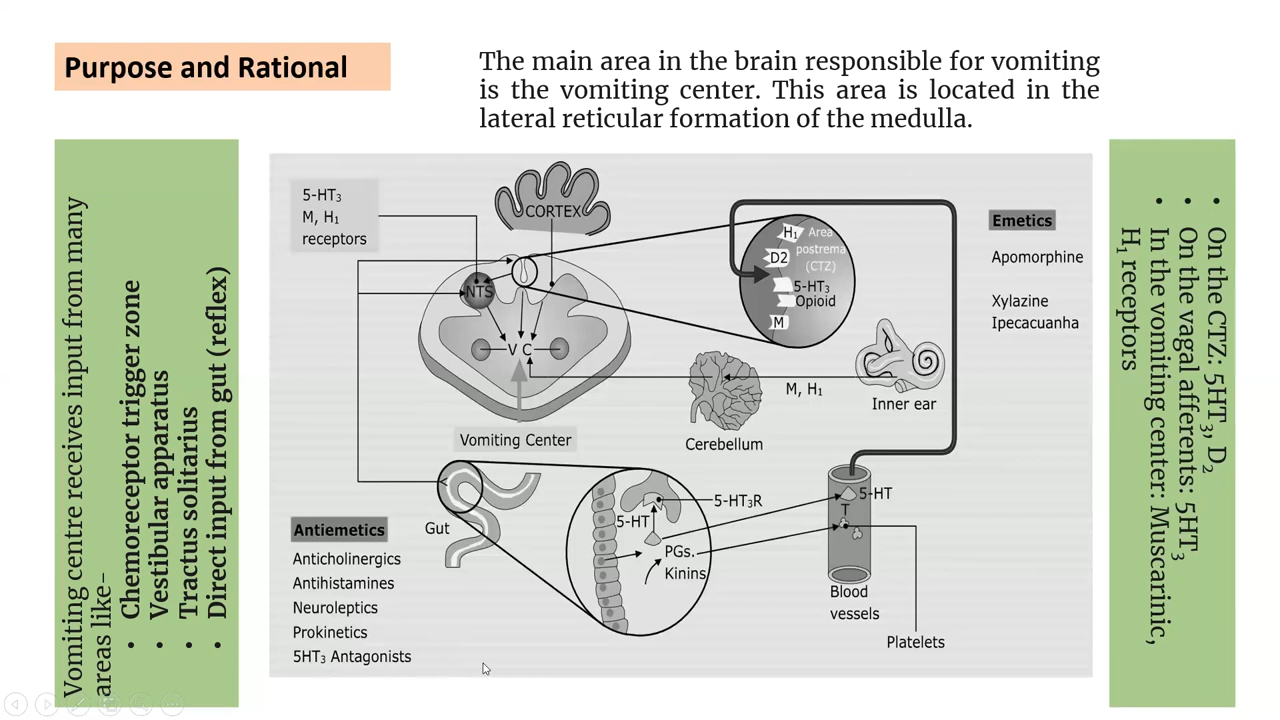 Purpose and Rational
The main area in the brain responsible for vomiting
is the vomiting center. This area is located in the
lateral reticular formation of the medulla.
Vomiting centre receives input from many
areas like-
• Chemoreceptor trigger zone
• Vestibular apparatus
• Tractus solitarius
• Direct input from gut (reflex)
5-HT₃
M, H₁
receptors
CORTEX
NTS
V C
Vomiting Center
H₁
Area
postrema
(CTZ)
D2
5-HT₃
Opioid
M
Emetics
Apomorphine
Xylazine
Ipecacuanha
M, H₁
Inner ear
Cerebellum
Gut
Antiemetics
Anticholinergics
Antihistamines
Neuroleptics
Prokinetics
5HT₃ Antagonists
5-HT₃R
5-HT
PGs.
Kinins
5-HT
T
Blood
vessels
Platelets
• On the CTZ: 5HT₃, D₂
• On the vagal afferents: 5HT₃
• In the vomiting center: Muscarinic,
H₁ receptors